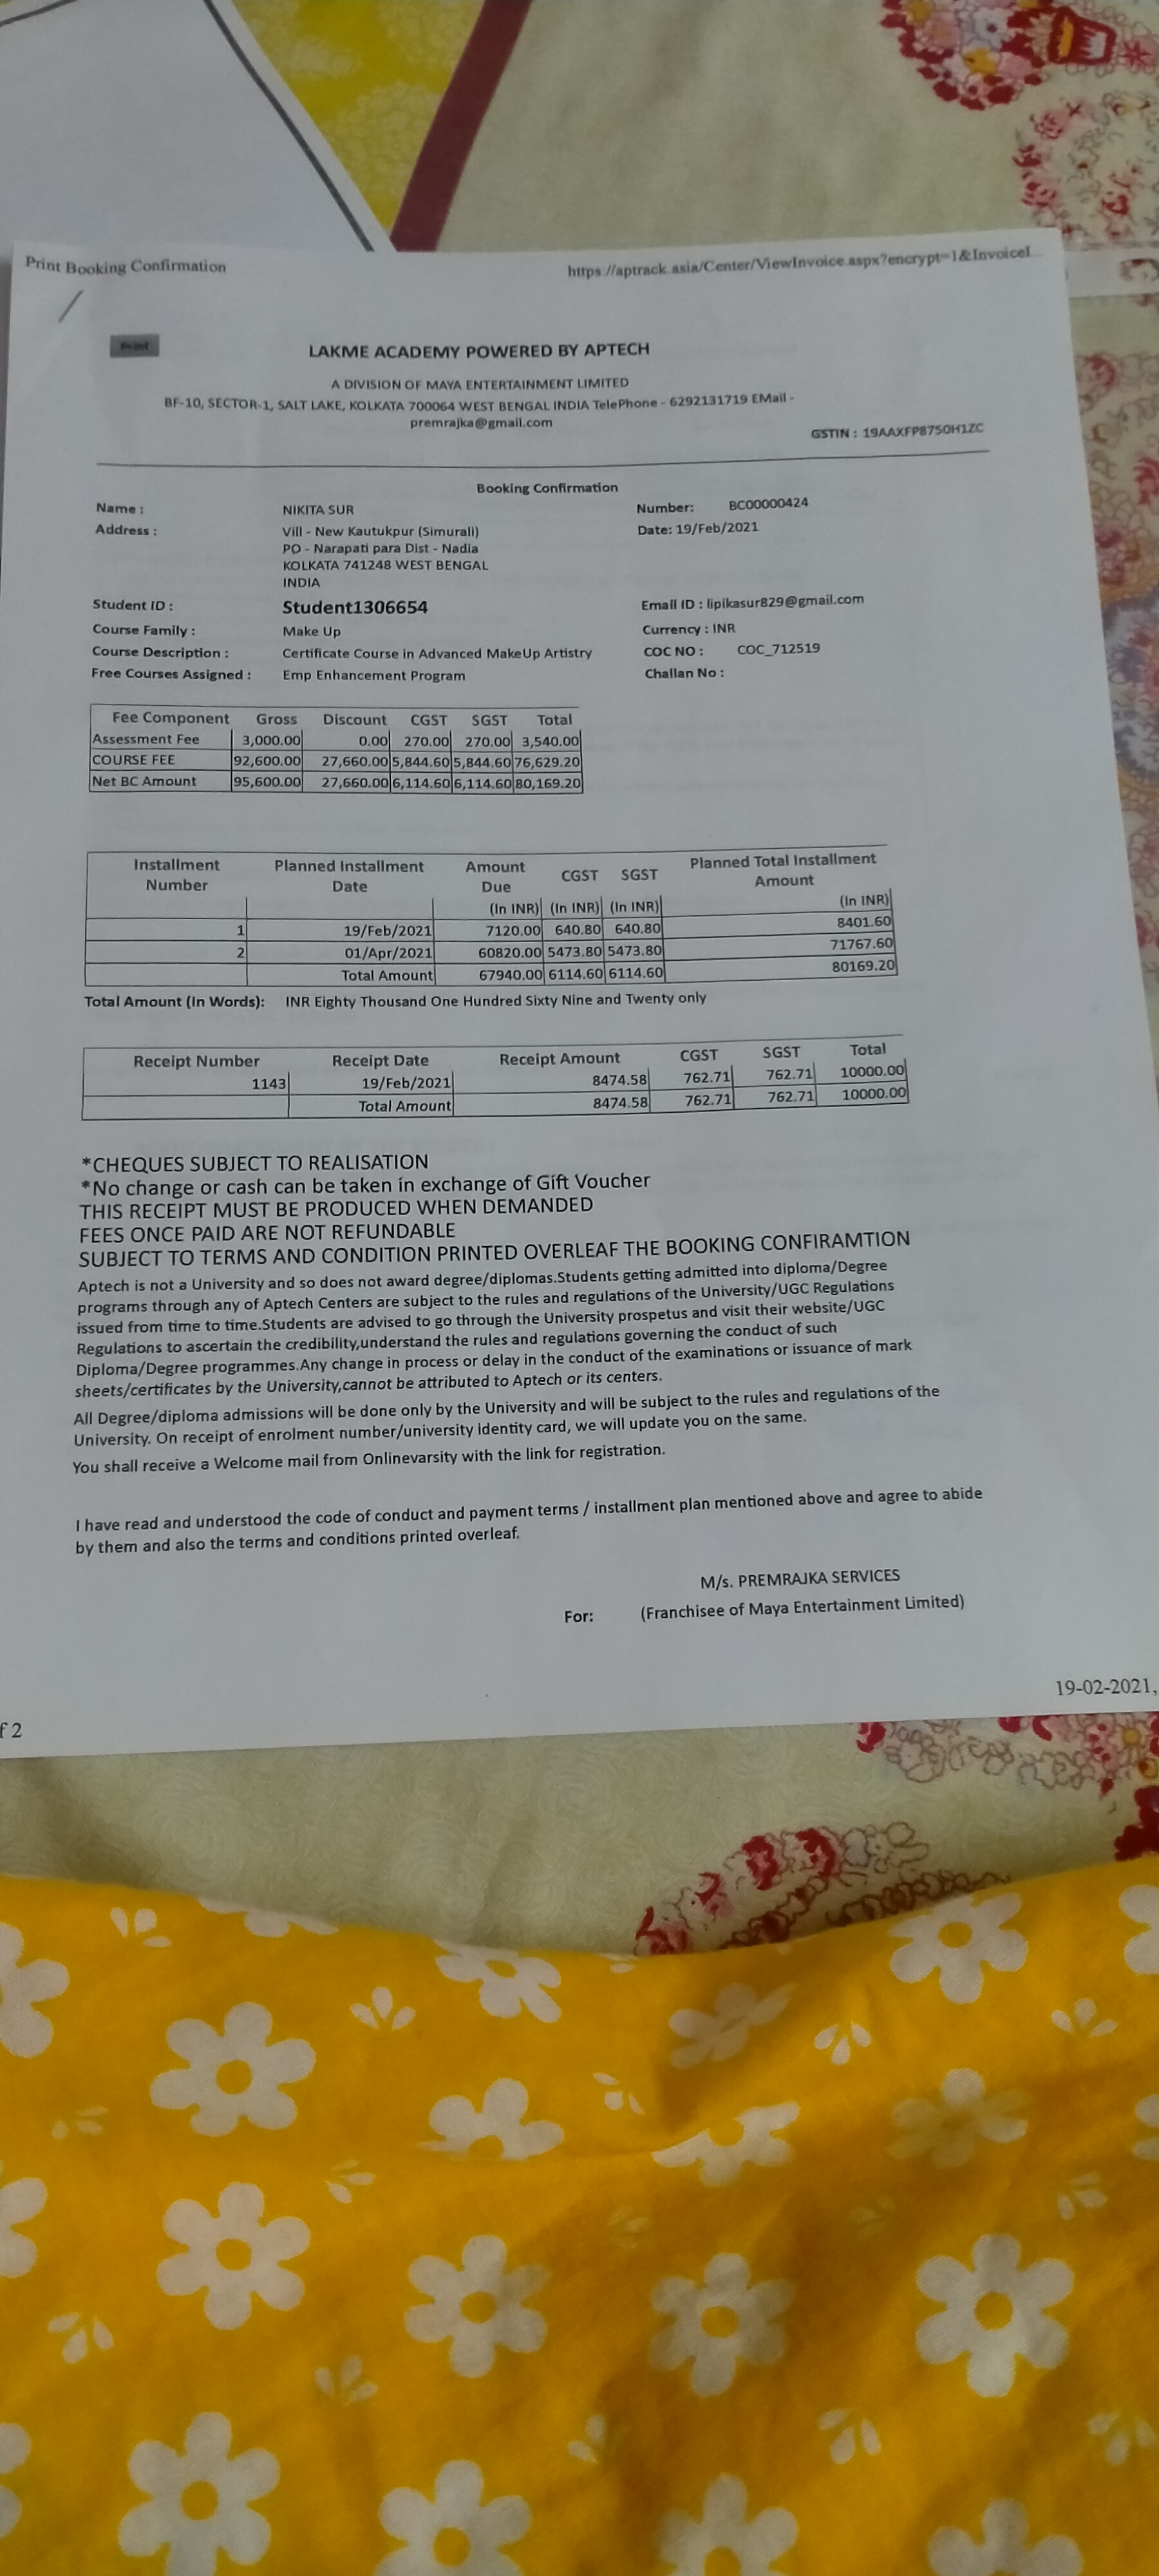 Print Booking Confirmation
https://aptrack.asia/Center/ViewInvoice.aspx?encrypt=1&InvoiceI...
Print
LAKME ACADEMY POWERED BY APTECH
A DIVISION OF MAYA ENTERTAINMENT LIMITED
BF-10, SECTOR-1, SALT LAKE, KOLKATA 700064 WEST BENGAL INDIA TelePhone - 6292131719 EMail -
premrajka@gmail.com
GSTIN : 19AAXFP8750H1ZC
Booking Confirmation
Name : NIKITA SUR Number: BC00000424
Address : Vill - New Kautukpur (Simurali) Date: 19/Feb/2021
PO - Narapati para Dist - Nadia
KOLKATA 741248 WEST BENGAL
INDIA
Student ID : Student1306654 Email ID : lipikasur829@gmail.com
Course Family : Make Up Currency : INR
Course Description : Certificate Course in Advanced MakeUp Artistry COC NO : COC_712519
Free Courses Assigned : Emp Enhancement Program Challan No :
Fee Component Gross Discount CGST SGST Total
Assessment Fee 3,000.00 0.00 270.00 270.00 3,540.00
COURSE FEE 92,600.00 27,660.00 5,844.60 5,844.60 76,629.20
Net BC Amount 95,600.00 27,660.00 6,114.60 6,114.60 80,169.20
Installment Planned Installment Amount CGST SGST Planned Total Installment
Number Date Due Amount
(In INR) (In INR) (In INR) (In INR)
1 19/Feb/2021 7120.00 640.80 640.80 8401.60
2 01/Apr/2021 60820.00 5473.80 5473.80 71767.60
Total Amount 67940.00 6114.60 6114.60 80169.20
Total Amount (In Words): INR Eighty Thousand One Hundred Sixty Nine and Twenty only
Receipt Number Receipt Date Receipt Amount CGST SGST Total
1143 19/Feb/2021 8474.58 762.71 762.71 10000.00
Total Amount 8474.58 762.71 762.71 10000.00
*CHEQUES SUBJECT TO REALISATION
*No change or cash can be taken in exchange of Gift Voucher
THIS RECEIPT MUST BE PRODUCED WHEN DEMANDED
FEES ONCE PAID ARE NOT REFUNDABLE
SUBJECT TO TERMS AND CONDITION PRINTED OVERLEAF THE BOOKING CONFIRAMTION
Aptech is not a University and so does not award degree/diplomas.Students getting admitted into diploma/Degree
programs through any of Aptech Centers are subject to the rules and regulations of the University/UGC Regulations
issued from time to time.Students are advised to go through the University prospetus and visit their website/UGC
Regulations to ascertain the credibility,understand the rules and regulations governing the conduct of such
Diploma/Degree programmes.Any change in process or delay in the conduct of the examinations or issuance of mark
sheets/certificates by the University,cannot be attributed to Aptech or its centers.
All Degree/diploma admissions will be done only by the University and will be subject to the rules and regulations of the
University. On receipt of enrolment number/university identity card, we will update you on the same.
You shall receive a Welcome mail from Onlinevarsity with the link for registration.
I have read and understood the code of conduct and payment terms / installment plan mentioned above and agree to abide
by them and also the terms and conditions printed overleaf.
M/s. PREMRAJKA SERVICES
For: (Franchisee of Maya Entertainment Limited)
19-02-2021,
f 2